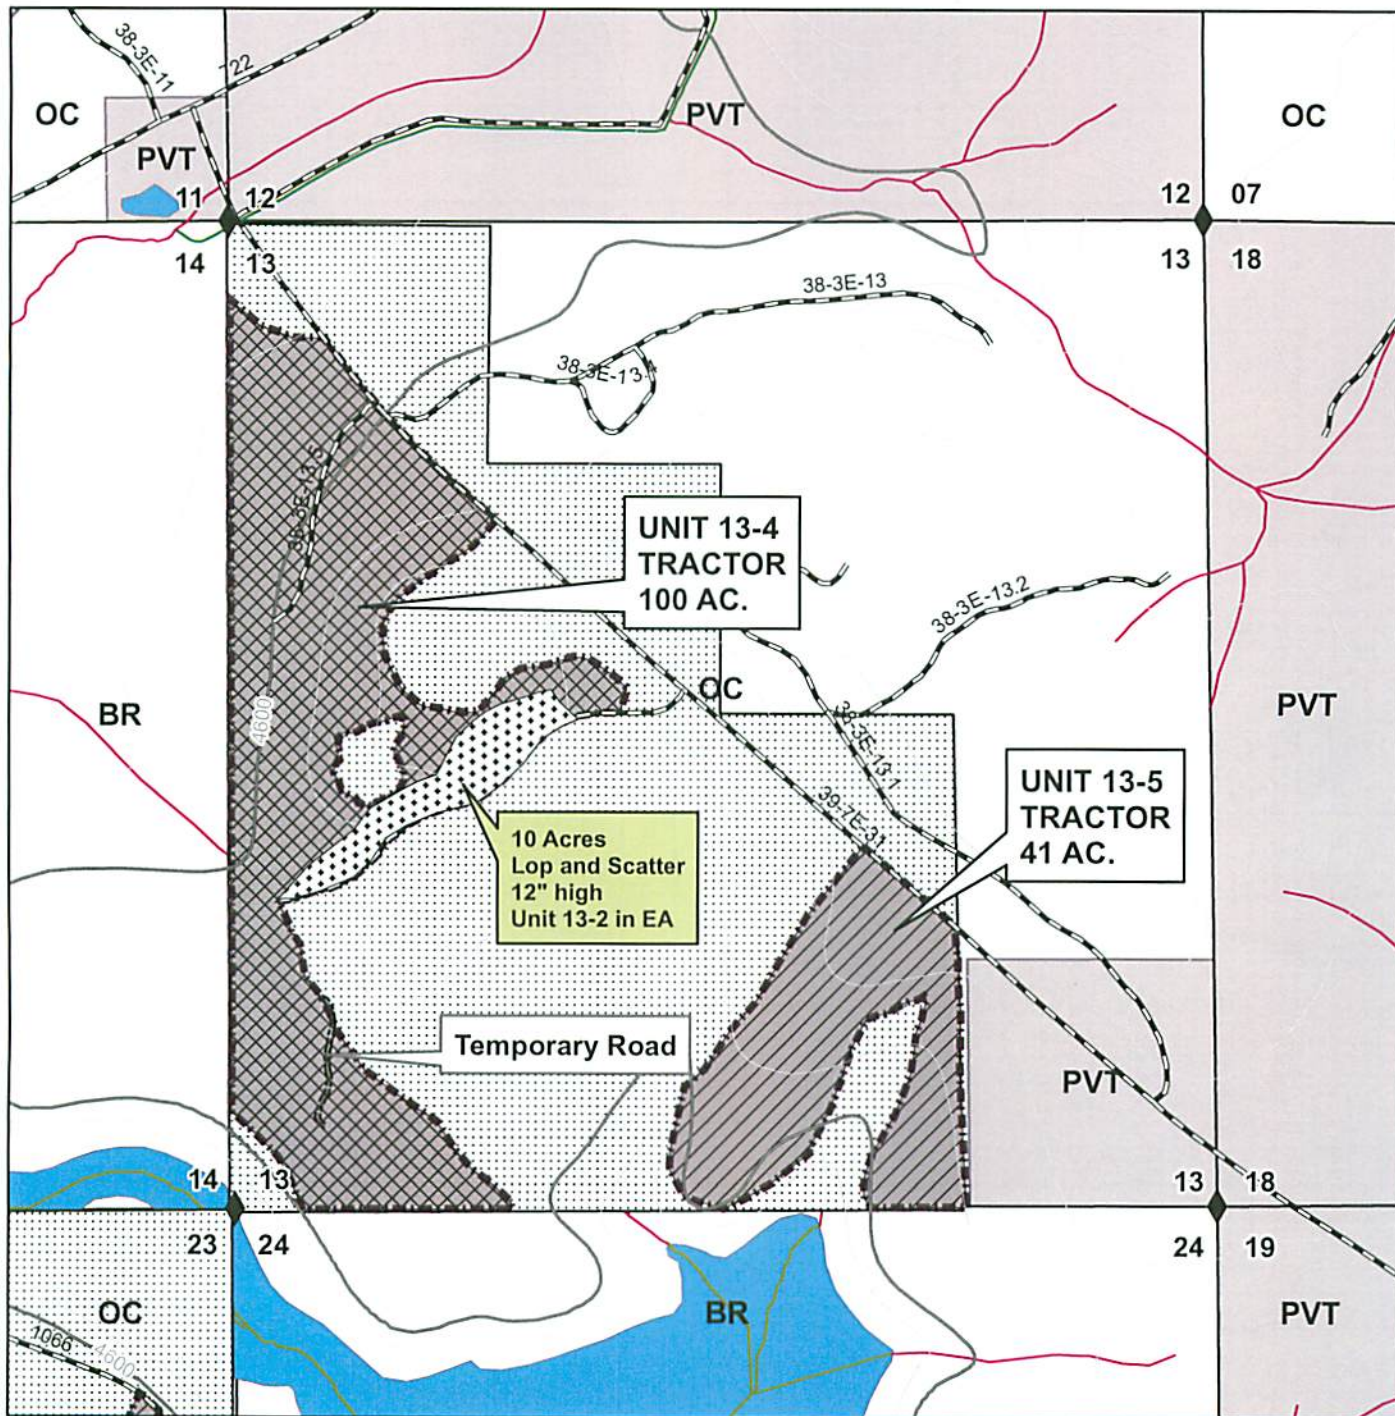 38-3E-11
722
OC
PVT
OC
PVT
11
12
12
07
14
13
13
18
38-3E-13
38-3E-13.4
38-3E-13.5
UNIT 13-4
TRACTOR
100 AC.
38-3E-13.2
OC
BR
4600
PVT
38-3E-13.1
39-7E-31
UNIT 13-5
TRACTOR
41 AC.
10 Acres
Lop and Scatter
12" high
Unit 13-2 in EA
Temporary Road
PVT
14
13
13
18
23
24
24
19
OC
BR
PVT
1066
4600